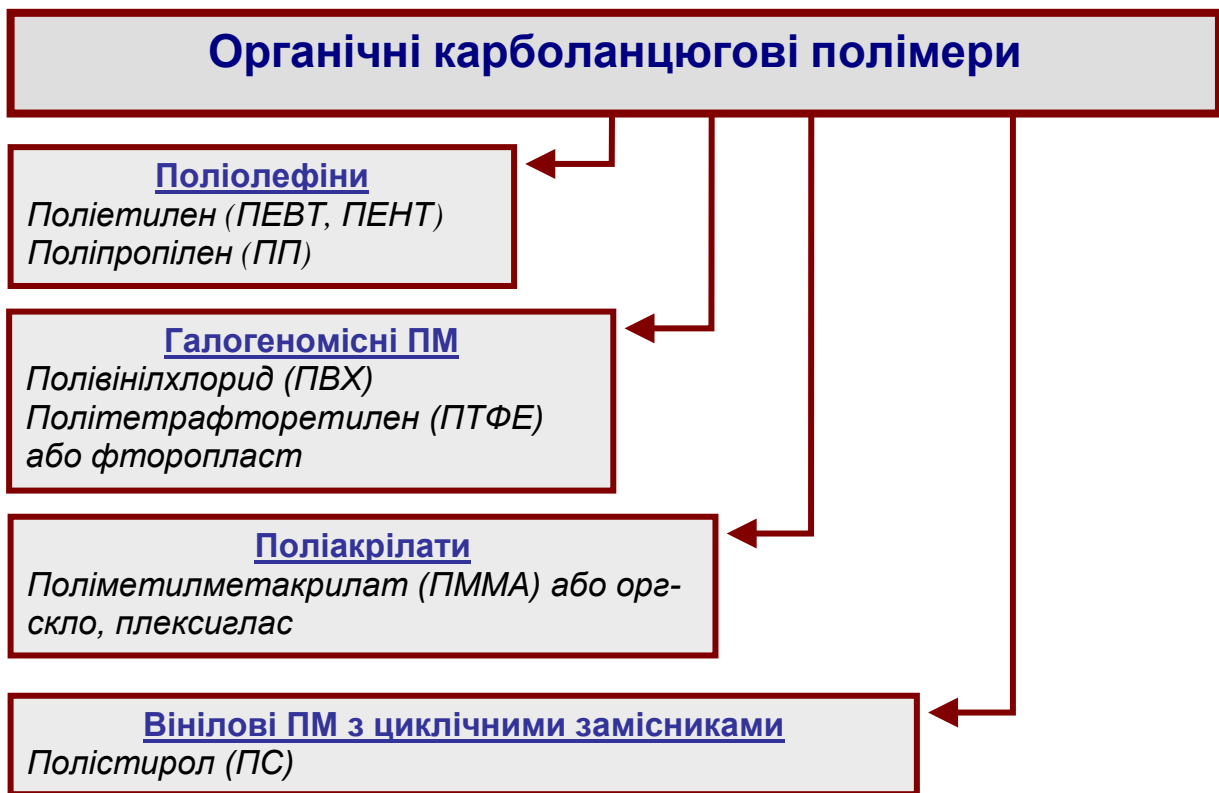 Органічні карболанцюгові полімери
Поліолефіни
Поліетилен (ПЕВТ, ПЕНТ)
Поліпропілен (ПП)
Галогеномісні ПМ
Полівінілхлорид (ПВХ)
Політетрафторетилен (ПТФЕ)
або фторопласт
Поліакрілати
Поліметилметакрилат (ПММА) або орг-
скло, плексиглас
Вінілові ПМ з циклічними замісниками
Полістирол (ПС)